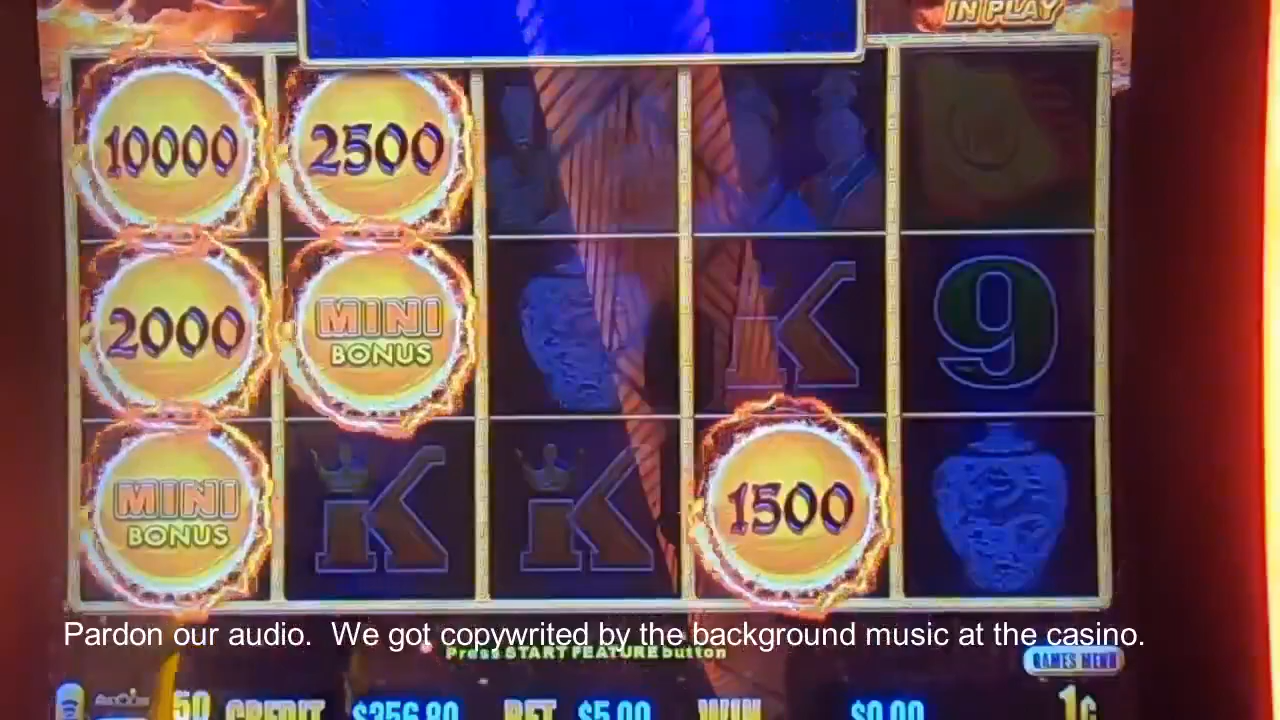 IN PLAY
10000
2500
2000
MINI
BONUS
K
9
MINI
BONUS
K
K
1500
Pardon our audio. We got copywrited by the background music at the casino.
Press START FEATURE button
GAMES MENU
50 CREDIT $356.80 BET $5.00 WIN $0.00 1¢